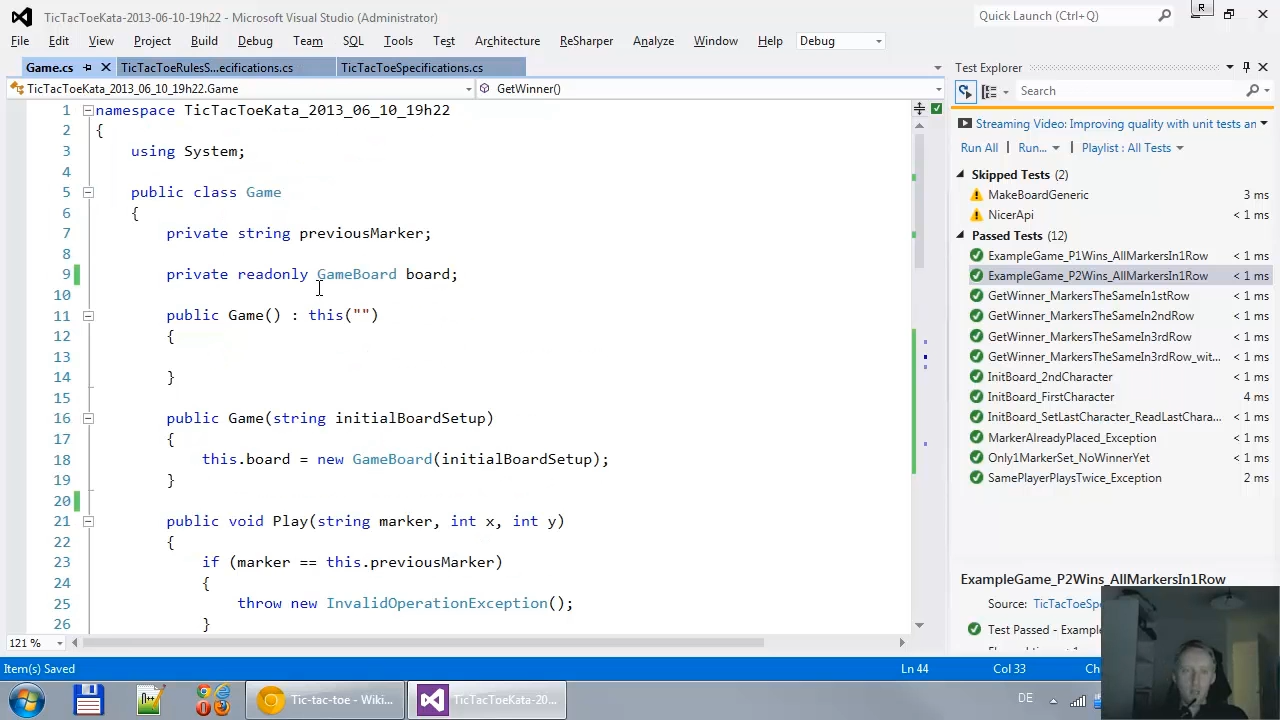 TicTacToeKata-2013-06-10-19h22 - Microsoft Visual Studio (Administrator)
Quick Launch (Ctrl+Q)
R
File Edit View Project Build Debug Team SQL Tools Test Architecture ReSharper Analyze Window Help Debug
Game.cs TicTacToeRulesS...ecifications.cs TicTacToeSpecifications.cs
TicTacToeKata_2013_06_10_19h22.Game GetWinner()
1 namespace TicTacToeKata_2013_06_10_19h22
2 {
3 using System;
4
5 public class Game
6 {
7 private string previousMarker;
8
9 private readonly GameBoard board;
10
11 public Game() : this("")
12 {
13
14 }
15
16 public Game(string initialBoardSetup)
17 {
18 this.board = new GameBoard(initialBoardSetup);
19 }
20
21 public void Play(string marker, int x, int y)
22 {
23 if (marker == this.previousMarker)
24 {
25 throw new InvalidOperationException();
26 }
121 %
Test Explorer
Search
Streaming Video: Improving quality with unit tests an
Run All Run... Playlist : All Tests
Skipped Tests (2)
MakeBoardGeneric 3 ms
NicerApi < 1 ms
Passed Tests (12)
ExampleGame_P1Wins_AllMarkersIn1Row < 1 ms
ExampleGame_P2Wins_AllMarkersIn1Row < 1 ms
GetWinner_MarkersTheSameIn1stRow < 1 ms
GetWinner_MarkersTheSameIn2ndRow < 1 ms
GetWinner_MarkersTheSameIn3rdRow < 1 ms
GetWinner_MarkersTheSameIn3rdRow_wit... < 1 ms
InitBoard_2ndCharacter < 1 ms
InitBoard_FirstCharacter 4 ms
InitBoard_SetLastCharacter_ReadLastChara... < 1 ms
MarkerAlreadyPlaced_Exception < 1 ms
Only1MarkerSet_NoWinnerYet < 1 ms
SamePlayerPlaysTwice_Exception 2 ms
ExampleGame_P2Wins_AllMarkersIn1Row
Source: TicTacToeSpe
Test Passed - Example
Item(s) Saved Ln 44 Col 33 Ch
Tic-tac-toe - Wiki... TicTacToeKata-20... DE